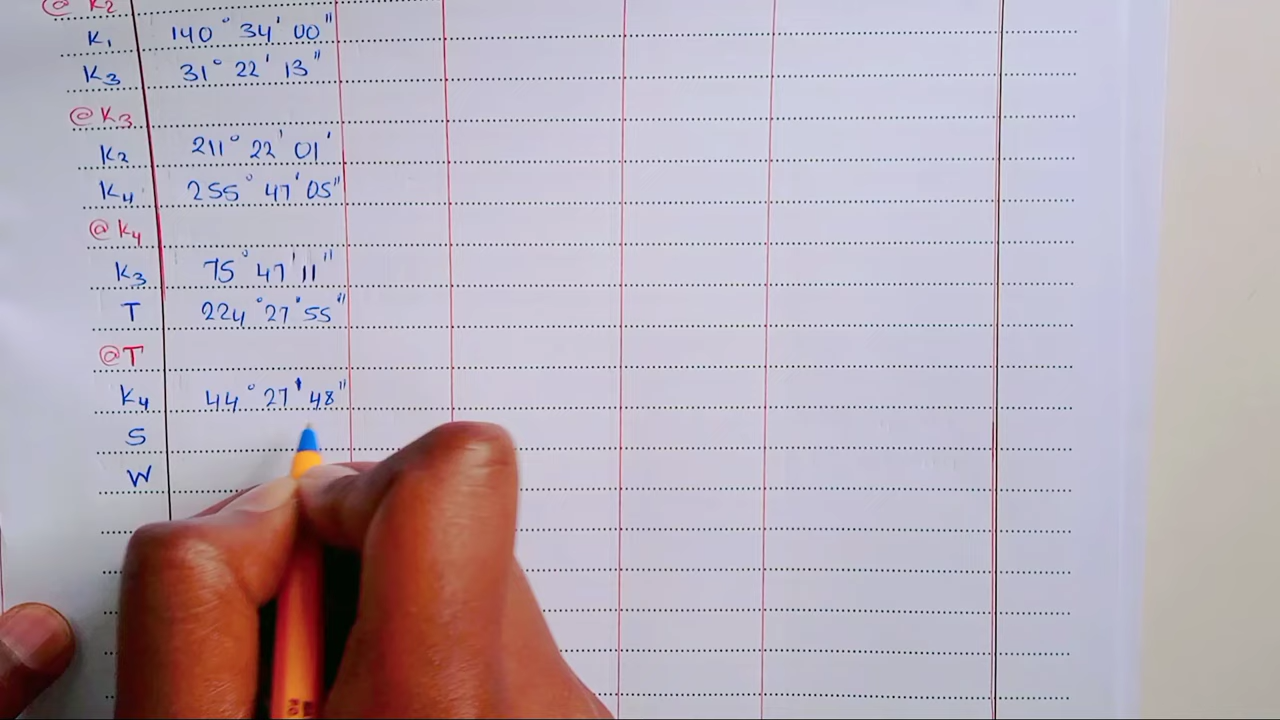 @ K2
K1 140° 34' 00"
K3 31° 22' 13"
@ K3
K2 211° 22' 01'
K4 255° 47' 05"
@ K4
K3 75° 47' 11"
T 224° 27' 55"
@T
K4 44° 27' 48"
S
W